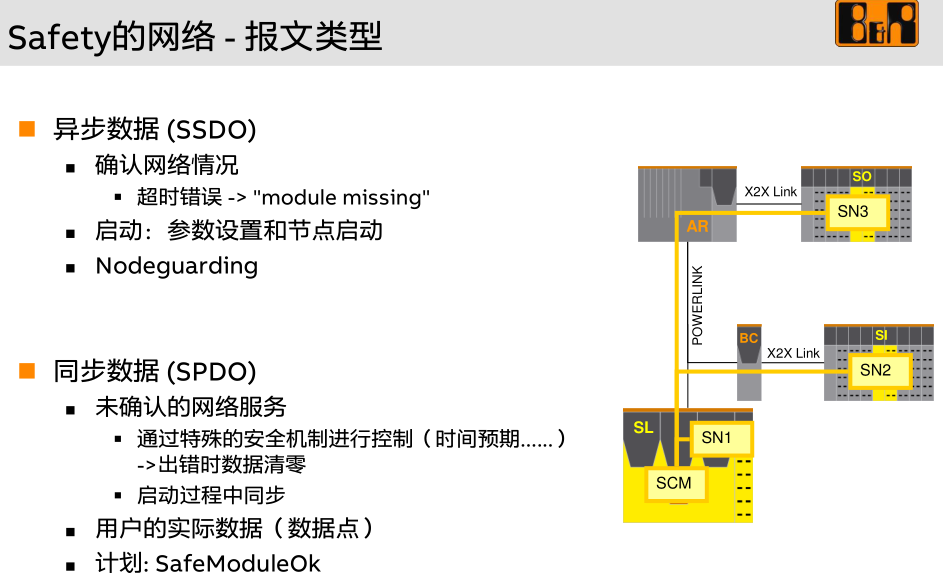 Safety的网络 - 报文类型
B&R
异步数据 (SSDO)
确认网络情况
超时错误 -> "module missing"
启动：参数设置和节点启动
Nodeguarding
同步数据 (SPDO)
未确认的网络服务
通过特殊的安全机制进行控制（时间预期......）
->出错时数据清零
启动过程中同步
用户的实际数据（数据点）
计划: SafeModuleOk
X2X Link
SO
SN3
AR
POWERLINK
BC
X2X Link
SI
SN2
SL
SN1
SCM